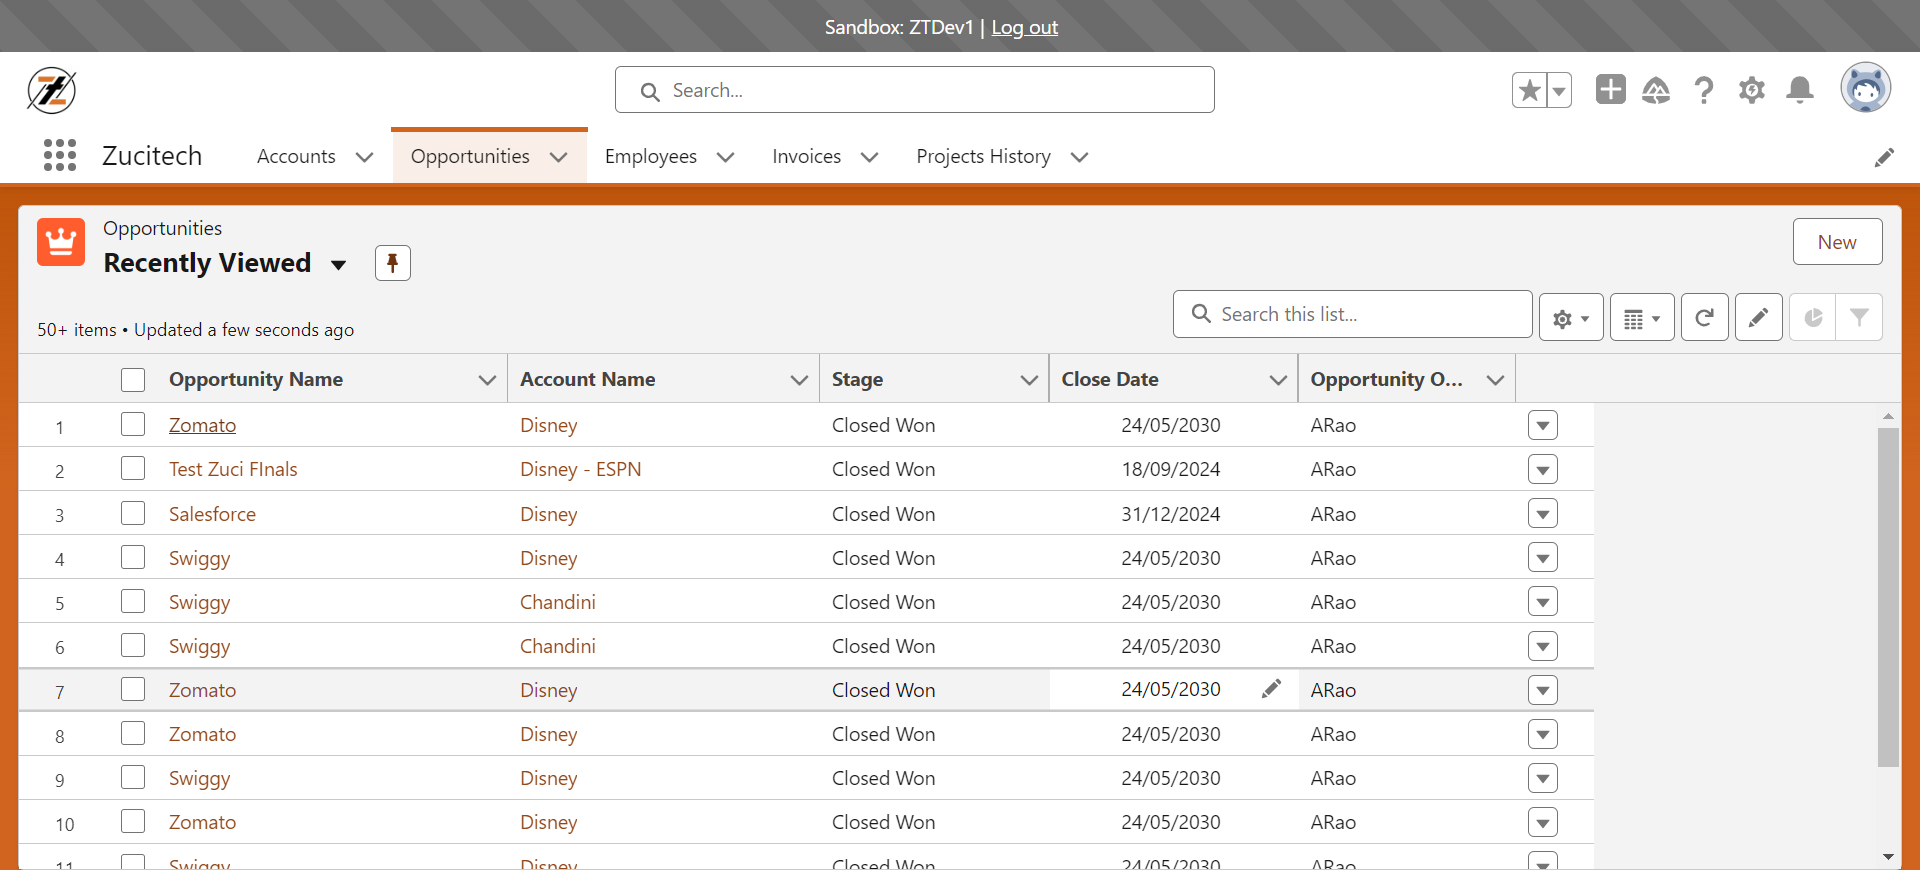 Sandbox: ZTDev1 | Log out
Search...
Zucitech Accounts Opportunities Employees Invoices Projects History
Opportunities
Recently Viewed
New
50+ items • Updated a few seconds ago
Search this list...
Opportunity Name Account Name Stage Close Date Opportunity O...
1 Zomato Disney Closed Won 24/05/2030 ARao
2 Test Zuci FInals Disney - ESPN Closed Won 18/09/2024 ARao
3 Salesforce Disney Closed Won 31/12/2024 ARao
4 Swiggy Disney Closed Won 24/05/2030 ARao
5 Swiggy Chandini Closed Won 24/05/2030 ARao
6 Swiggy Chandini Closed Won 24/05/2030 ARao
7 Zomato Disney Closed Won 24/05/2030 ARao
8 Zomato Disney Closed Won 24/05/2030 ARao
9 Swiggy Disney Closed Won 24/05/2030 ARao
10 Zomato Disney Closed Won 24/05/2030 ARao
11 Swiggy Disney Closed Won 24/05/2030 ARao